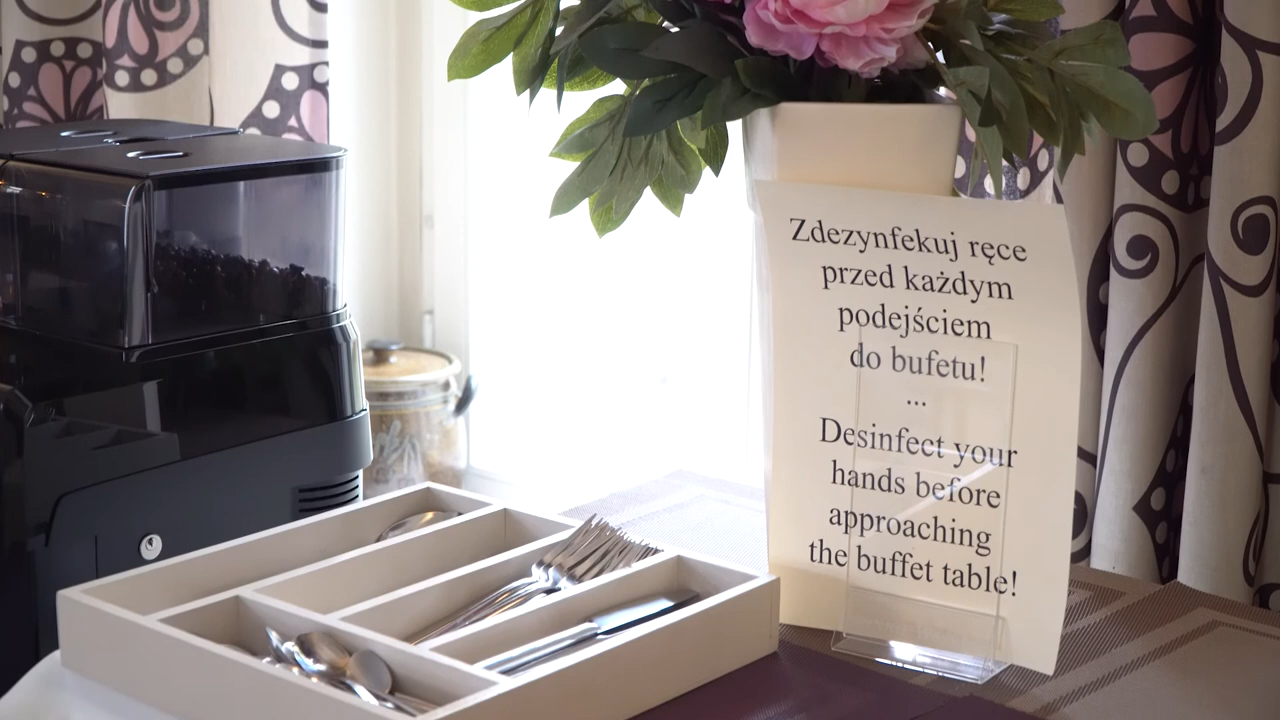 Zdezynfekuj ręce
przed każdym
podejściem
do bufetu!
...
Desinfect your
hands before
approaching
the buffet table!